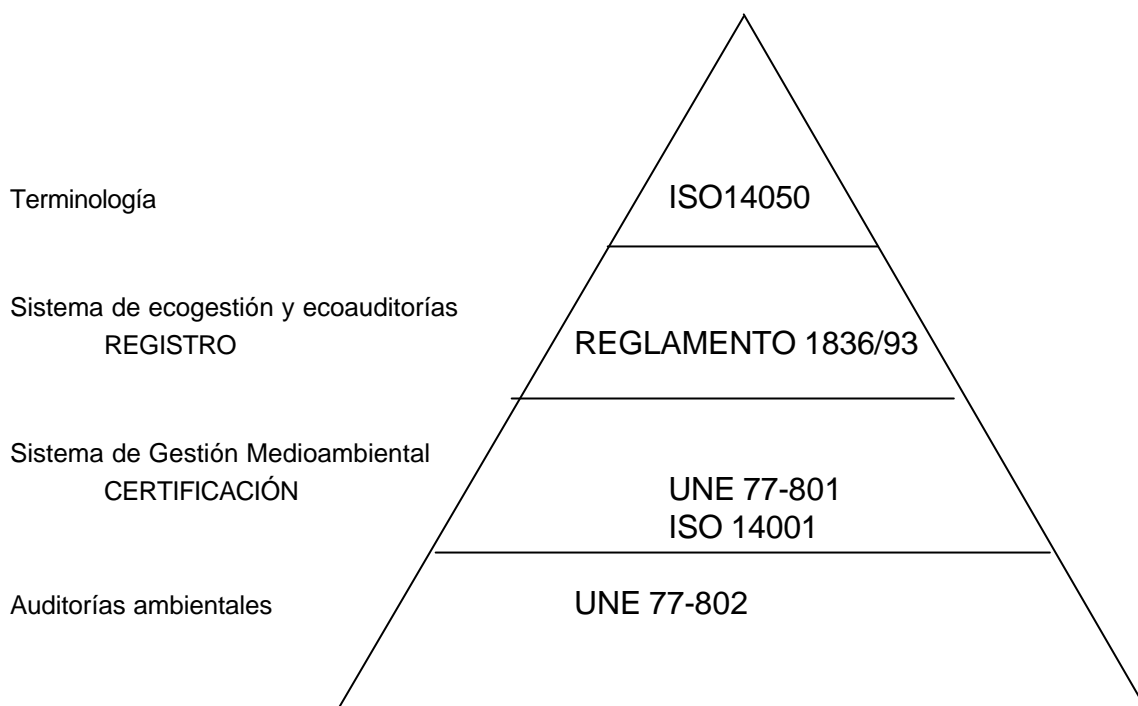 Terminología ISO14050
Sistema de ecogestión y ecoauditorías
REGISTRO REGLAMENTO 1836/93
Sistema de Gestión Medioambiental
CERTIFICACIÓN UNE 77-801
ISO 14001
Auditorías ambientales UNE 77-802